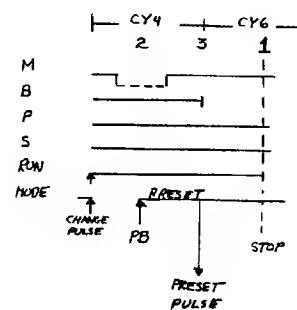 CY4 CY6
2 3 1
M
B
P
S
RUN
MODE RRESET
CHANGE
PULSE
PB
STOP
PRESET
PULSE